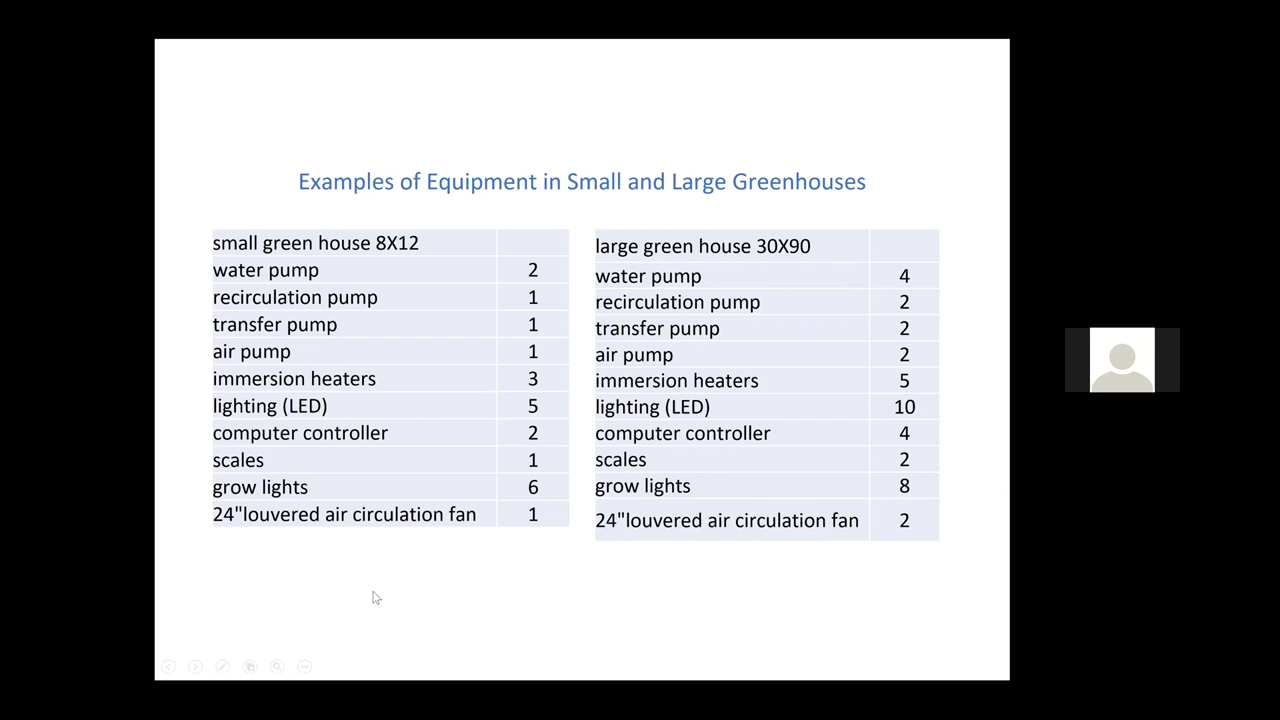 Examples of Equipment in Small and Large Greenhouses
small green house 8X12
water pump 2
recirculation pump 1
transfer pump 1
air pump 1
immersion heaters 3
lighting (LED) 5
computer controller 2
scales 1
grow lights 6
24"louvered air circulation fan 1
large green house 30X90
water pump 4
recirculation pump 2
transfer pump 2
air pump 2
immersion heaters 5
lighting (LED) 10
computer controller 4
scales 2
grow lights 8
24"louvered air circulation fan 2